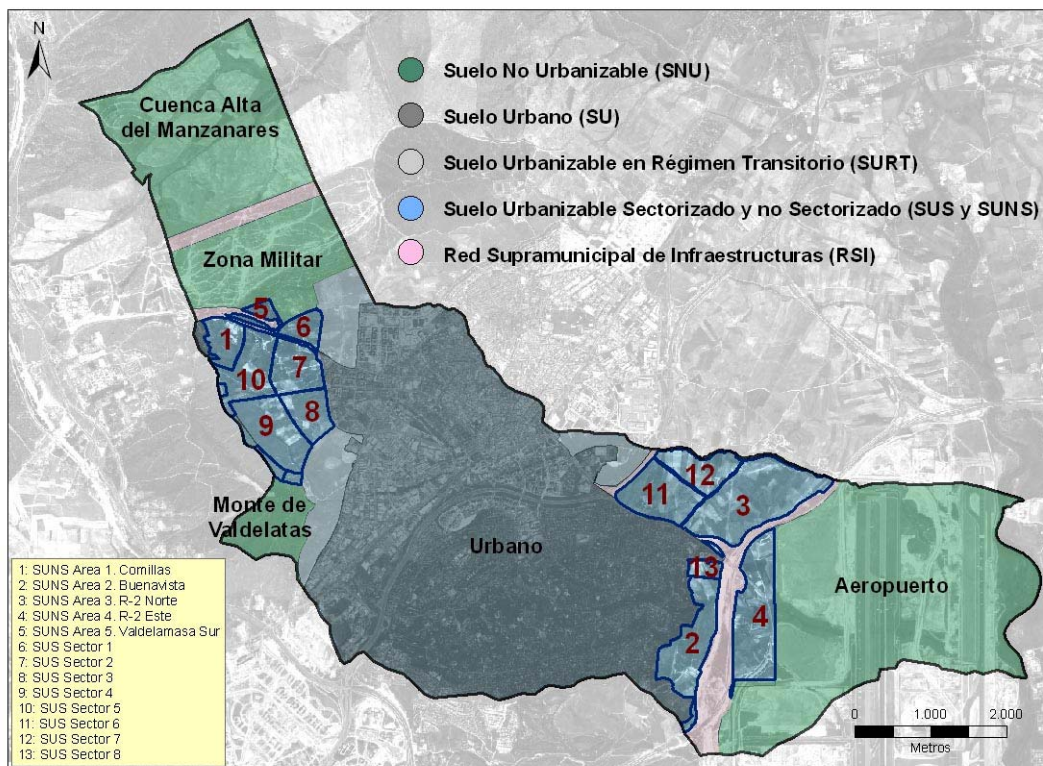 N
Suelo No Urbanizable (SNU)
Suelo Urbano (SU)
Suelo Urbanizable en Régimen Transitorio (SURT)
Suelo Urbanizable Sectorizado y no Sectorizado (SUS y SUNS)
Red Supramunicipal de Infraestructuras (RSI)
Cuenca Alta
del Manzanares
Zona Militar
5
6
1
7
10
8
9
Monte de
Valdelatas
Urbano
12
11
3
13
4
2
Aeropuerto
1: SUNS Area 1. Comillas
2: SUNS Area 2. Buenavista
3: SUNS Area 3. R-2 Norte
4: SUNS Area 4. R-2 Este
5: SUNS Area 5. Valdelamasa Sur
6: SUS Sector 1
7: SUS Sector 2
8: SUS Sector 3
9: SUS Sector 4
10: SUS Sector 5
11: SUS Sector 6
12: SUS Sector 7
13: SUS Sector 8
0 1.000 2.000
Metros